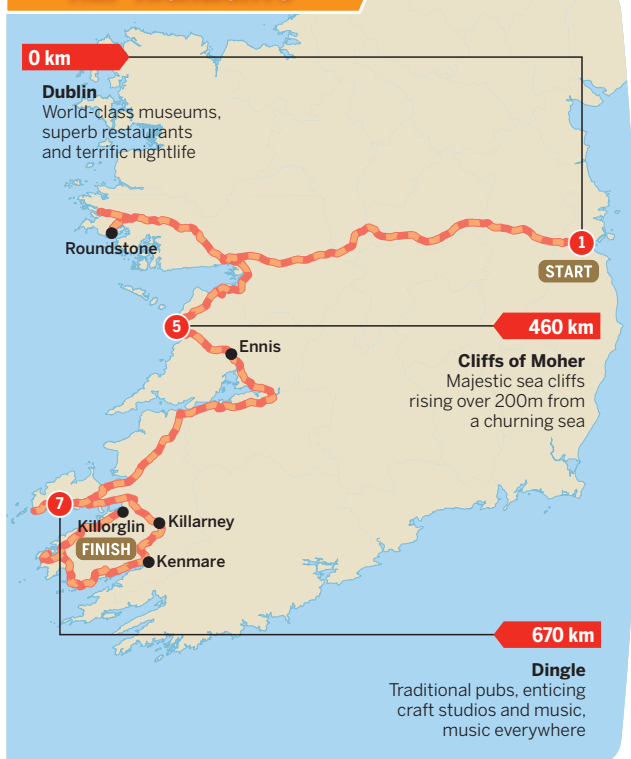 0 km
Dublin
World-class museums,
superb restaurants
and terrific nightlife
Roundstone
1
START
5
460 km
Ennis
Cliffs of Moher
Majestic sea cliffs
rising over 200m from
a churning sea
7
Killorglin
Killarney
FINISH
Kenmare
670 km
Dingle
Traditional pubs, enticing
craft studios and music,
music everywhere